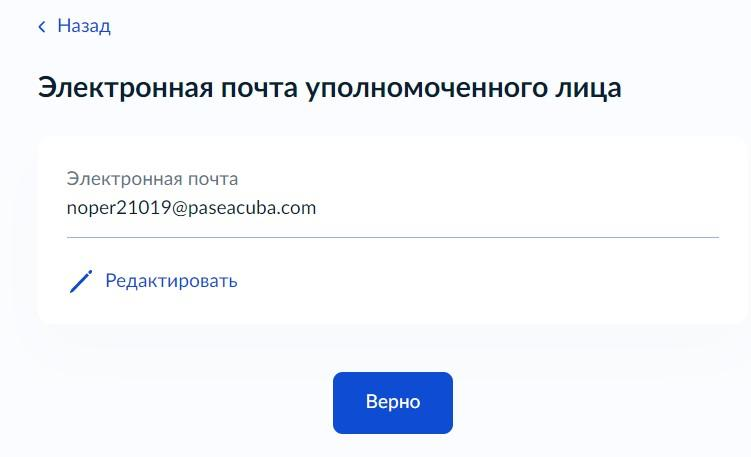 Назад
Электронная почта уполномоченного лица
Электронная почта
noper21019@paseacuba.com
Редактировать
Верно